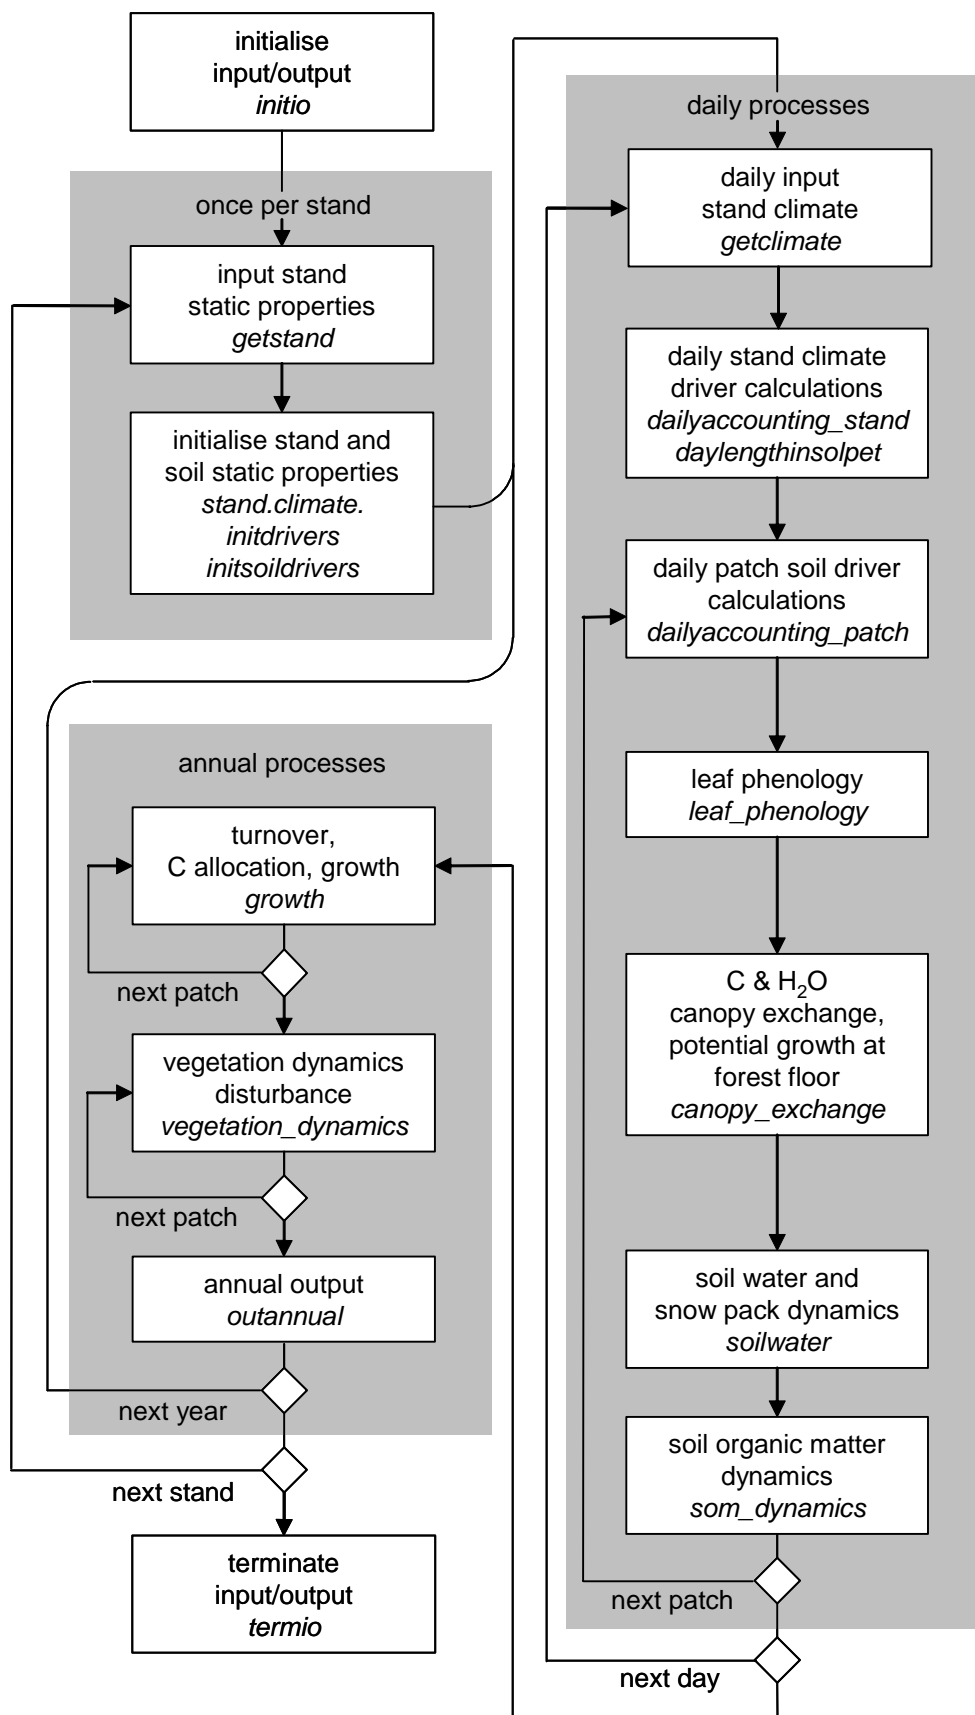 initialise
input/output
initio
once per stand
input stand
static properties
getstand
initialise stand and
soil static properties
stand.climate.
initdrivers
initsoildrivers
annual processes
turnover,
C allocation, growth
growth
next patch
vegetation dynamics
disturbance
vegetation_dynamics
next patch
annual output
outannual
next year
next stand
terminate
input/output
termio
daily processes
daily input
stand climate
getclimate
daily stand climate
driver calculations
dailyaccounting_stand
daylengthinsolpet
daily patch soil driver
calculations
dailyaccounting_patch
leaf phenology
leaf_phenology
C & H₂O
canopy exchange,
potential growth at
forest floor
canopy_exchange
soil water and
snow pack dynamics
soilwater
soil organic matter
dynamics
som_dynamics
next patch
next day